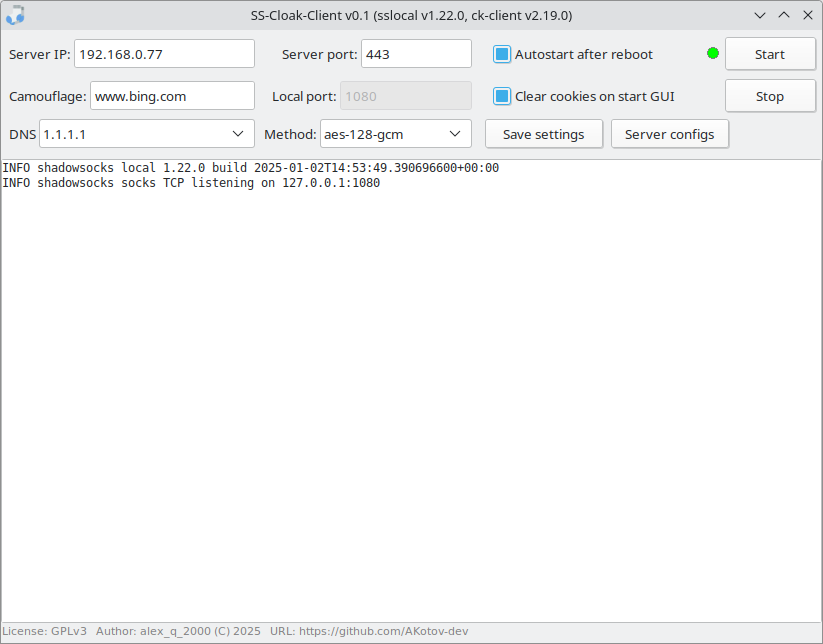 SS-Cloak-Client v0.1 (sslocal v1.22.0, ck-client v2.19.0)
Server IP: 192.168.0.77 Server port: 443 Autostart after reboot Start
Camouflage: www.bing.com Local port: 1080 Clear cookies on start GUI Stop
DNS 1.1.1.1 Method: aes-128-gcm Save settings Server configs
INFO shadowsocks local 1.22.0 build 2025-01-02T14:53:49.390696600+00:00
INFO shadowsocks socks TCP listening on 127.0.0.1:1080
License: GPLv3 Author: alex_q_2000 (C) 2025 URL: https://github.com/AKotov-dev